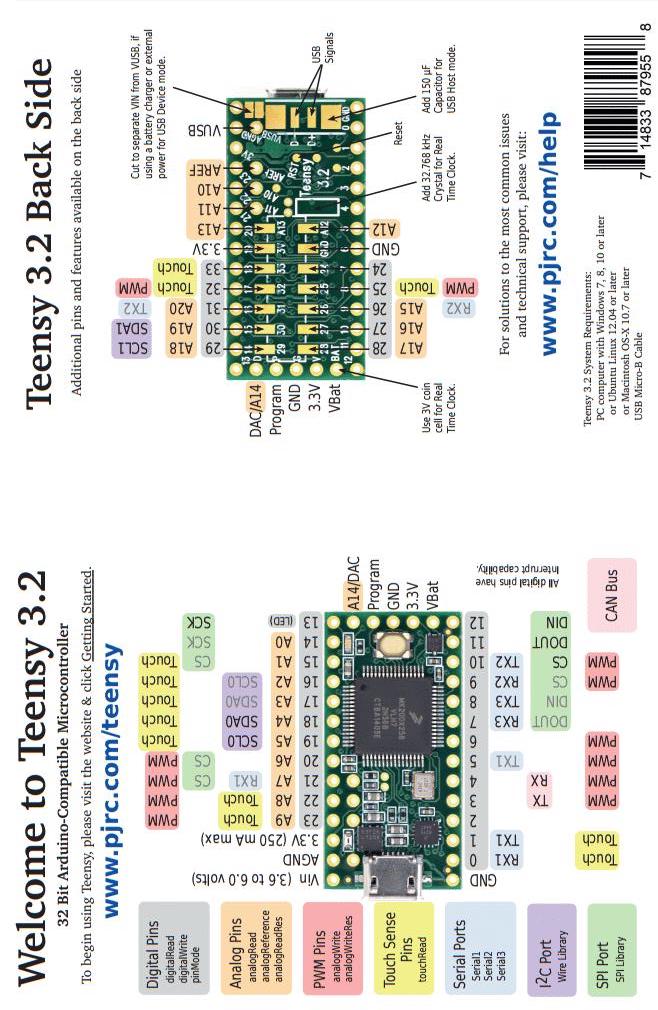 Welcome to Teensy 3.2
32 Bit Arduino-Compatible Microcontroller
To begin using Teensy, please visit the website & click Getting Started.
www.pjrc.com/teensy
Digital Pins
digitalRead
digitalWrite
pinMode
Analog Pins
analogRead
analogReference
analogReadRes
PWM Pins
analogWrite
analogWriteRes
Touch Sense
Pins
touchRead
Serial Ports
Serial1
Serial2
Serial3
I2C Port
Wire Library
SPI Port
SPI Library
CAN Bus
Vin (3.6 to 6.0 volts)
AGND
3.3V (250 mA max)
23 A9 Touch PWM
22 A8 Touch PWM
21 A7 RX1 CS PWM
20 A6 CS PWM
19 A5 SCL0 Touch
18 A4 SDA0 Touch
17 A3 SDA0 Touch
16 A2 SCL0 Touch
15 A1 CS Touch
14 A0 SCK
13 (LED) SCK
GND
0 RX1 Touch
1 TX1 Touch
2
3 TX PWM
4 RX PWM
5 TX1 PWM
6 PWM
7 RX3 DOUT
8 TX3 DIN
9 RX2 CS PWM
10 TX2 CS PWM
11 DOUT
12 DIN
A14/DAC
Program
GND
3.3V
VBat
All digital pins have
Interrupt capability.
Teensy 3.2 Back Side
Additional pins and features available on the back side
Cut to separate VIN from VUSB, if
using a battery charger or external
power for USB Device mode.
USB
Signals
VUSB
AREF
A10
A11
A13
3.3V
33 Touch
32 Touch PWM
31 A20 TX2
30 A19 SDA1
29 A18 SCL1
DAC/A14
Program
GND
3.3V
VBat
A12
GND
24
25 Touch PWM
26 A15 RX2
27 A16
28 A17
Add 150 µF
Capacitor for
USB Host mode.
Reset
Add 32.768 kHz
Crystal for Real
Time Clock.
Use 3V coin
cell for Real
Time Clock.
Teensy
3.2
For solutions to the most common issues
and technical support, please visit:
www.pjrc.com/help
Teensy 3.2 System Requirements:
PC computer with Windows 7, 8, 10 or later
or Ubuntu Linux 12.04 or later
or Macintosh OS-X 10.7 or later
USB Micro-B Cable
7 14833 87955 8